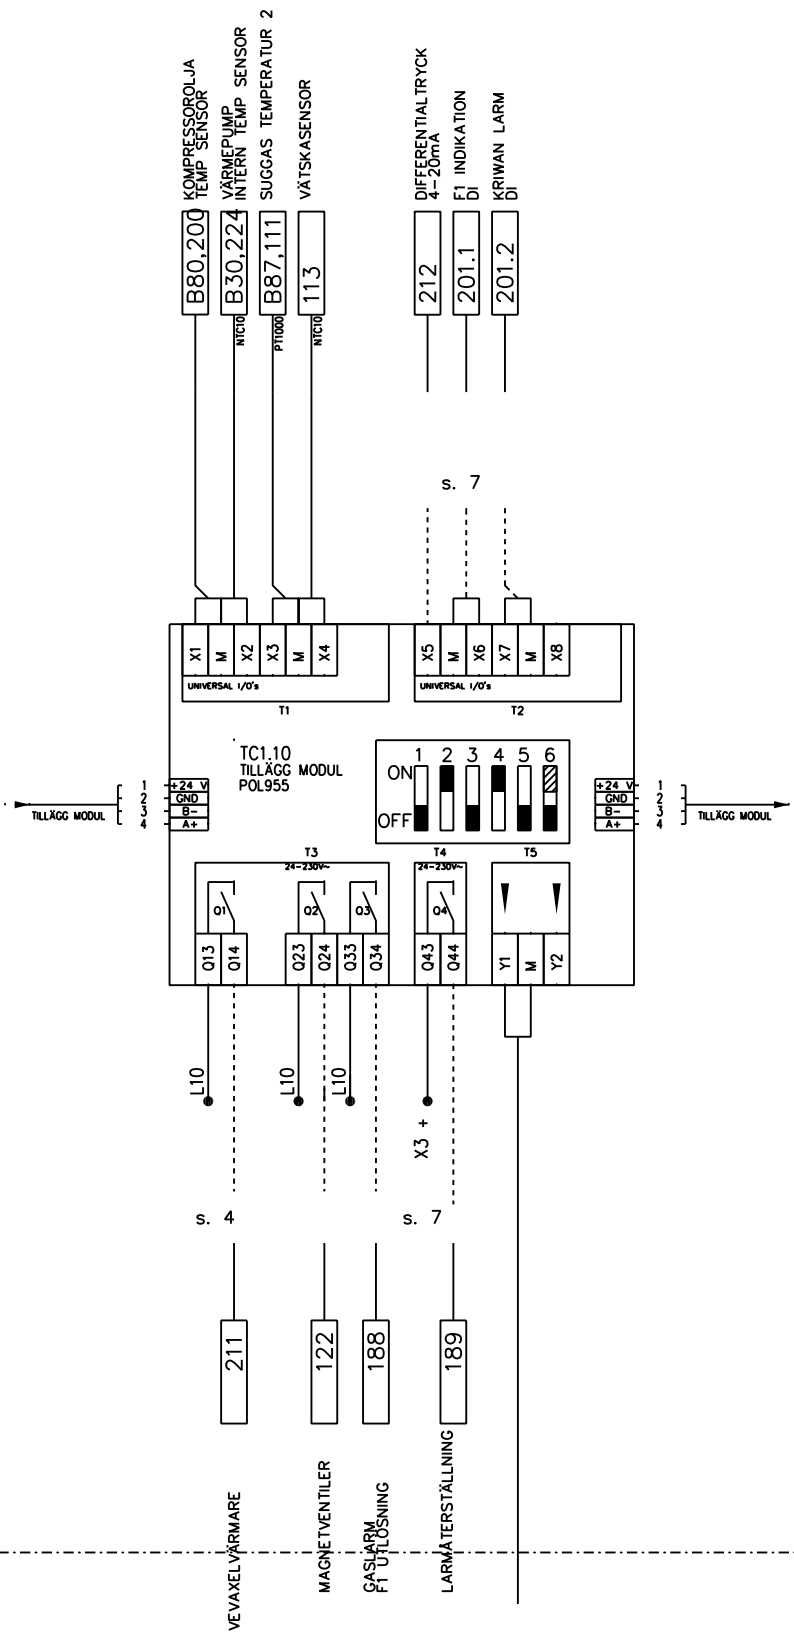 KOMPRESSOROLJA
TEMP SENSOR
VÄRMEPUMP
INTERN TEMP SENSOR
SUGGAS TEMPERATUR 2
VÄTSKASENSOR
DIFFERENTIALTRYCK
4-20mA
F1 INDIKATION
DI
KRIWAN LARM
DI
B80,200
B30,224
B87,111
113
212
201.1
201.2
NTC10
PT1000
NTC10
s. 7
X1
M
X2
X3
M
X4
X5
M
X6
X7
M
X8
UNIVERSAL I/O's
UNIVERSAL I/O's
T1
T2
TC1.10
TILLÄGG MODUL
POL955
1 2 3 4 5 6
ON
OFF
1
2
3
4
+24 V
GND
B-
A+
TILLÄGG MODUL
+24 V
GND
B-
A+
1
2
3
4
TILLÄGG MODUL
T3
24-230V~
T4
24-230V~
T5
Q1
Q2
Q3
Q4
Q13
Q14
Q23
Q24
Q33
Q34
Q43
Q44
Y1
M
Y2
L10
L10
L10
X3 +
s. 4
s. 7
211
122
188
189
VEVAXELVÄRMARE
MAGNETVENTILER
GASLARM
F1 UTLÖSNING
LARMÅTERSTÄLLNING